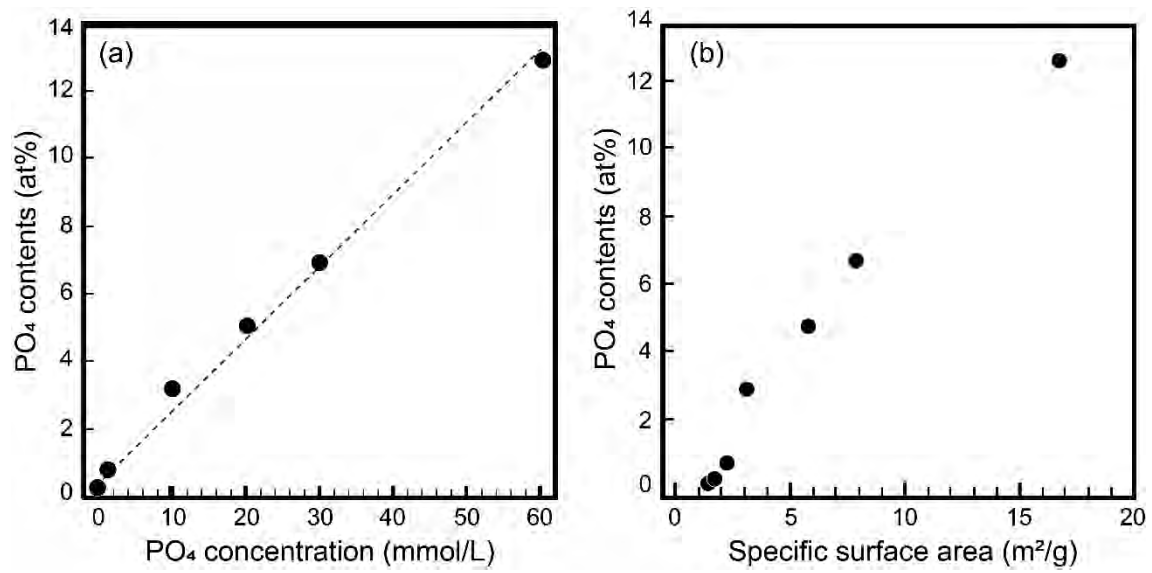 (a)
PO₄ contents (at%)
14
12
10
8
6
4
2
0
0 10 20 30 40 50 60
PO₄ concentration (mmol/L)
(b)
PO₄ contents (at%)
14
12
10
8
6
4
2
0
0 5 10 15 20
Specific surface area (m²/g)